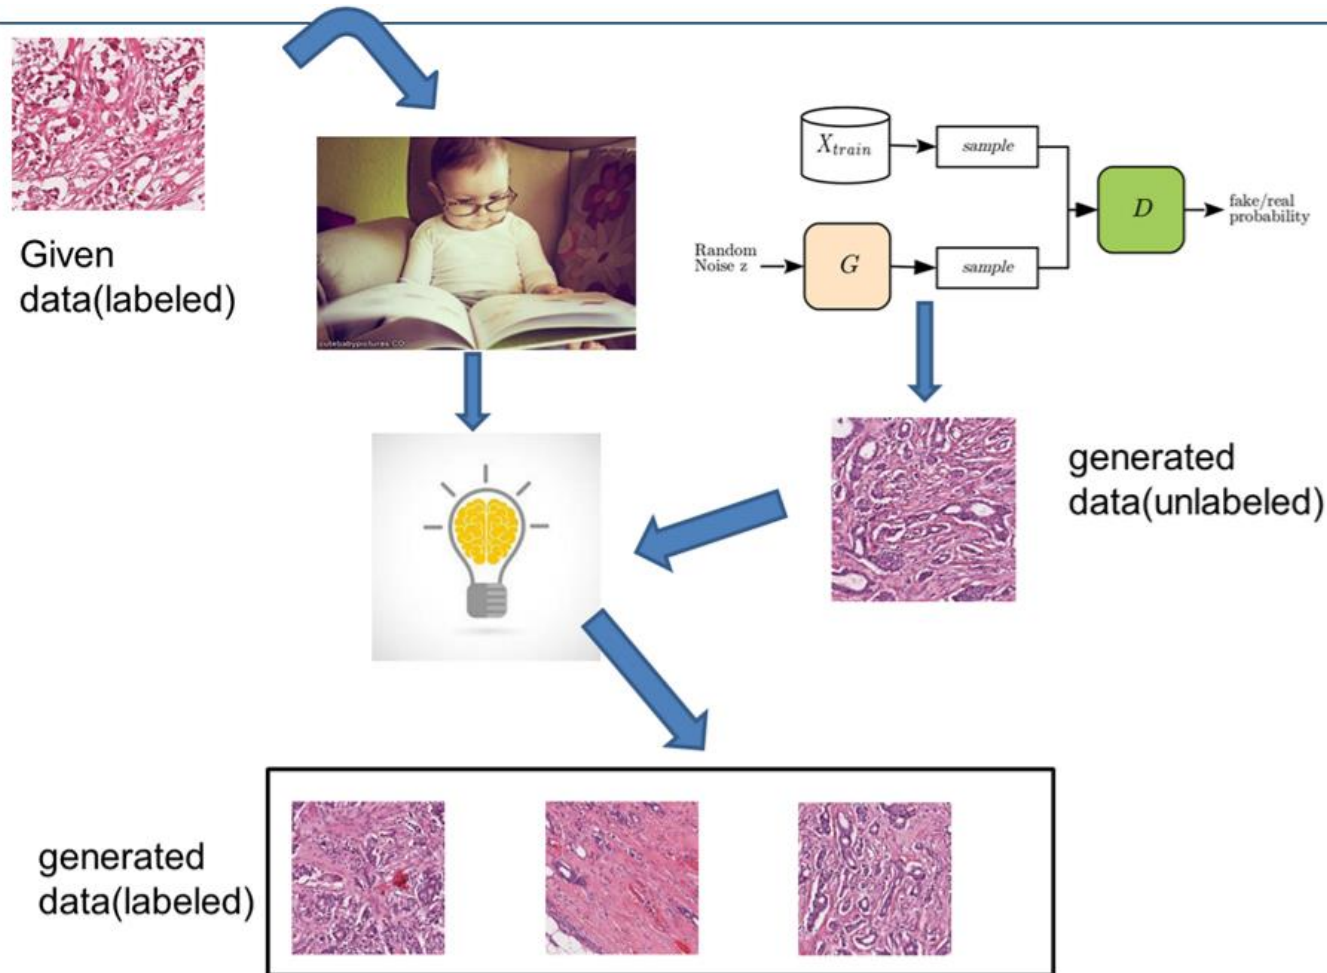 Given
data(labeled)
cutebabypictures.CO
X_train
sample
D
fake/real
probability
Random
Noise z
G
sample
generated
data(unlabeled)
generated
data(labeled)